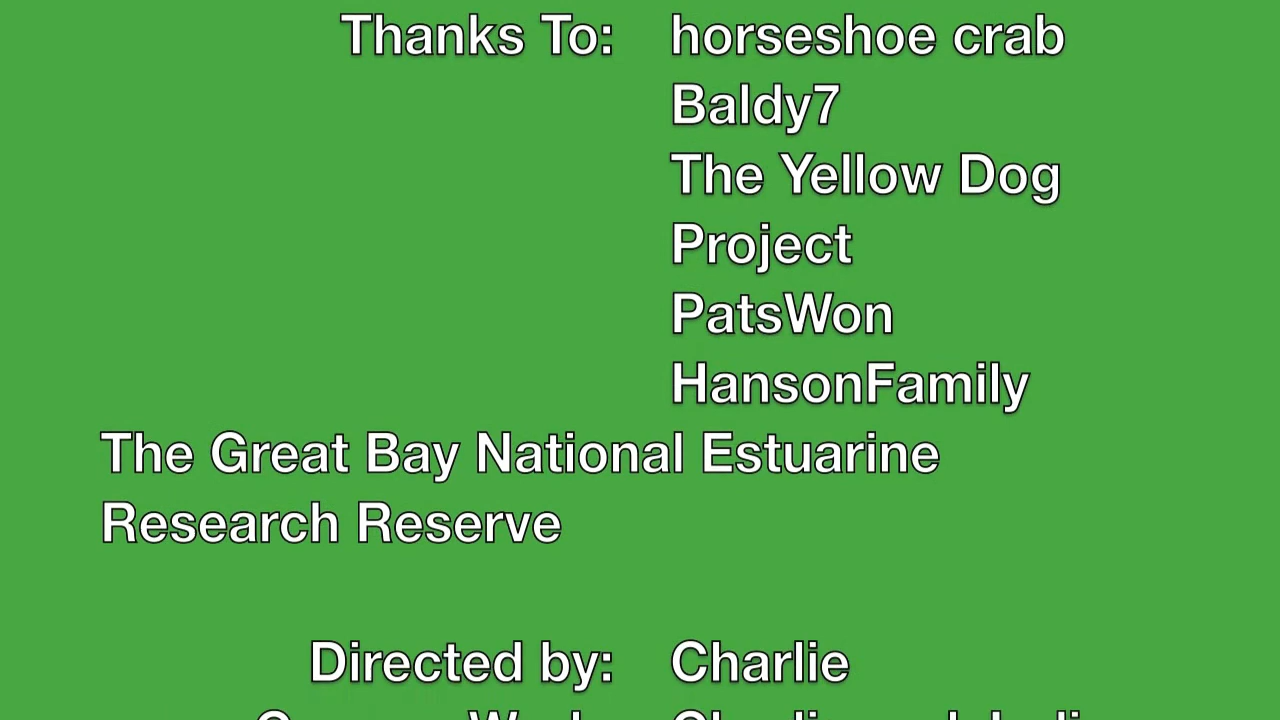 Thanks To: horseshoe crab
Baldy7
The Yellow Dog
Project
PatsWon
HansonFamily
The Great Bay National Estuarine
Research Reserve
Directed by: Charlie